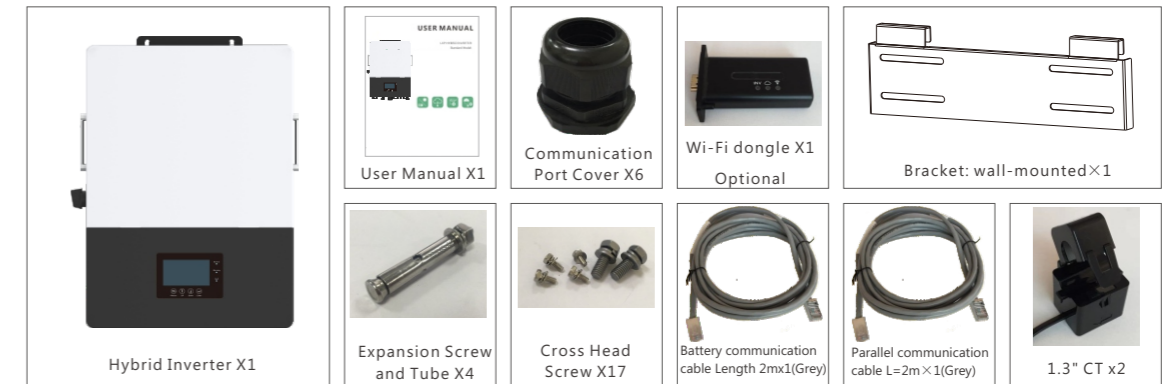 USER MANUAL
User Manual X1
Communication
Port Cover X6
Wi-Fi dongle X1
Optional
Bracket: wall-mounted×1
Hybrid Inverter X1
Expansion Screw
and Tube X4
Cross Head
Screw X17
Battery communication
cable Length 2mx1(Grey)
Parallel communication
cable L=2m×1(Grey)
1.3" CT x2